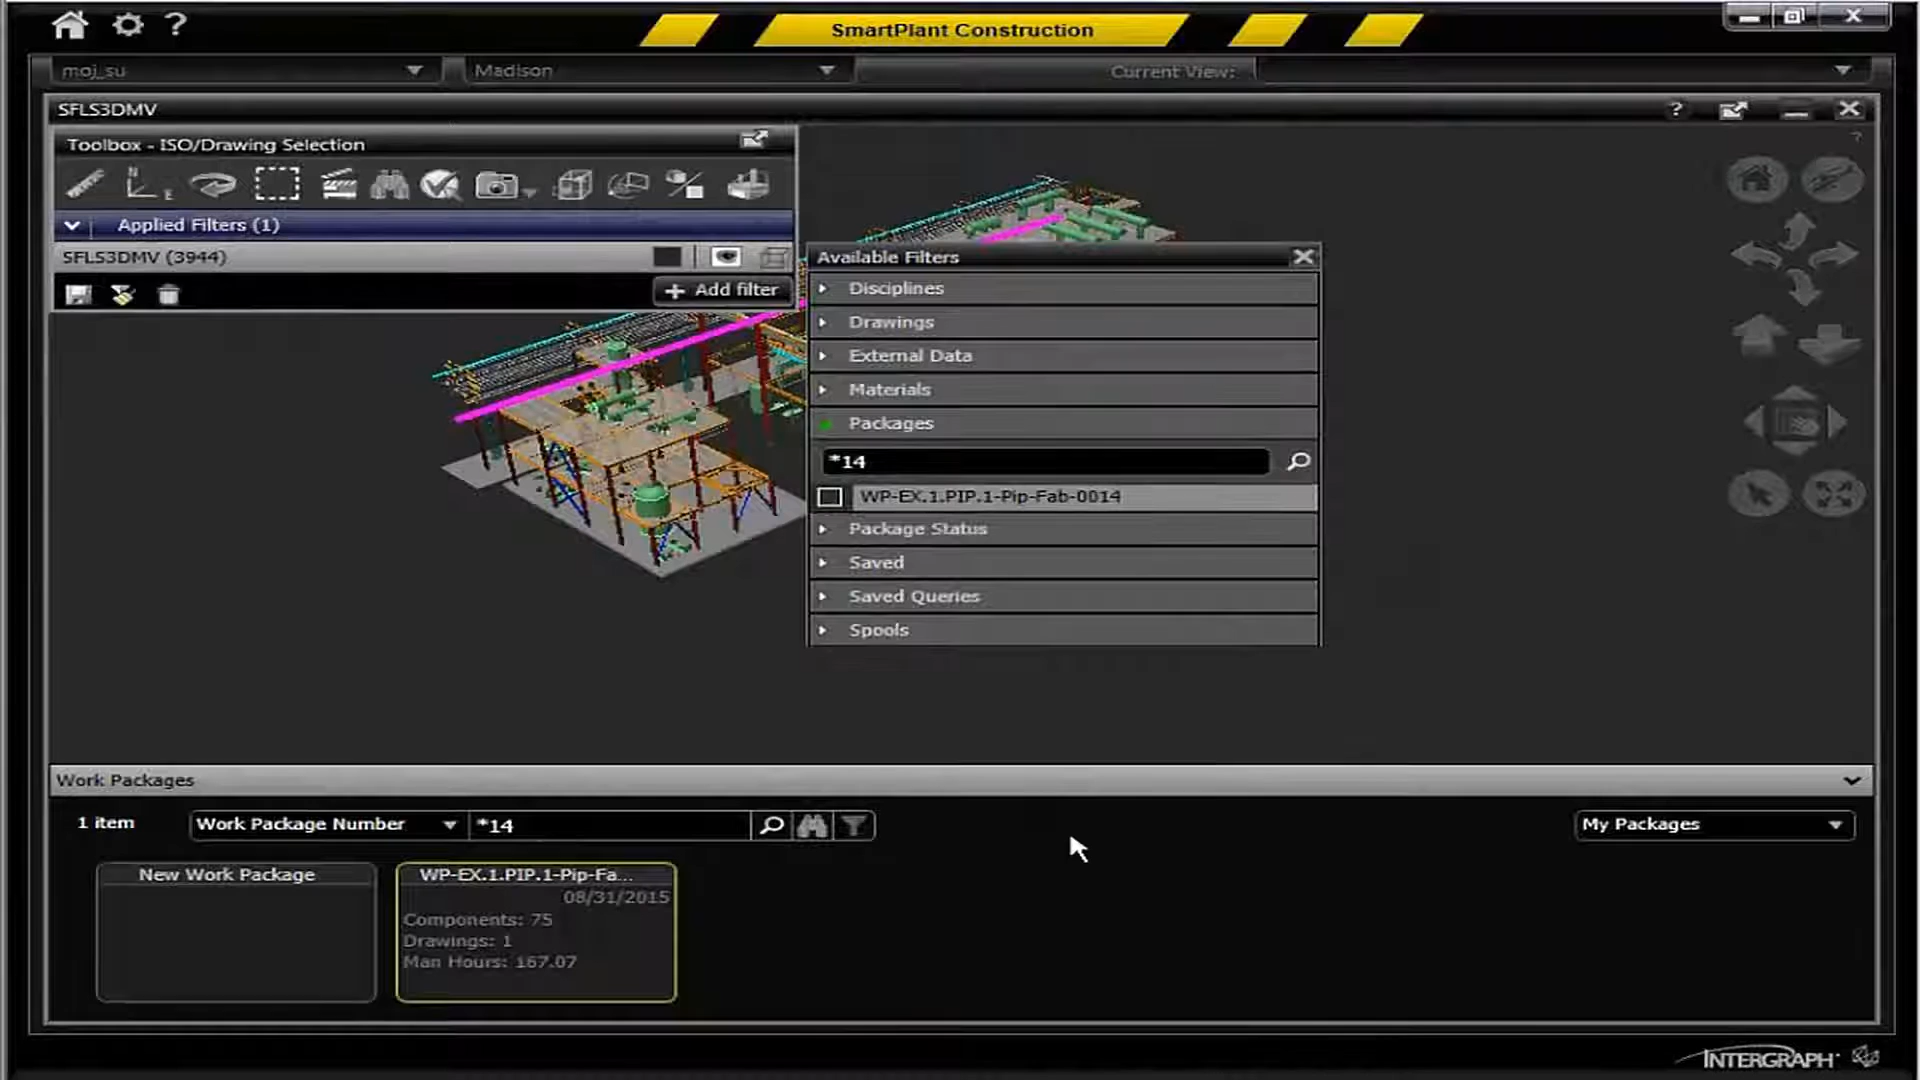 SmartPlant Construction
moj_su
Madison
Current View:
SFLS3DMV
?
Toolbox - ISO/Drawing Selection
N
E
Applied Filters (1)
SFLS3DMV (3944)
+ Add filter
Available Filters
Disciplines
Drawings
External Data
Materials
Packages
*14
WP-EX.1.PIP.1-Pip-Fab-0014
Package Status
Saved
Saved Queries
Spools
Work Packages
1 item
Work Package Number
*14
My Packages
New Work Package
WP-EX.1.PIP.1-Pip-Fa...
08/31/2015
Components: 75
Drawings: 1
Man Hours: 167.07
INTERGRAPH